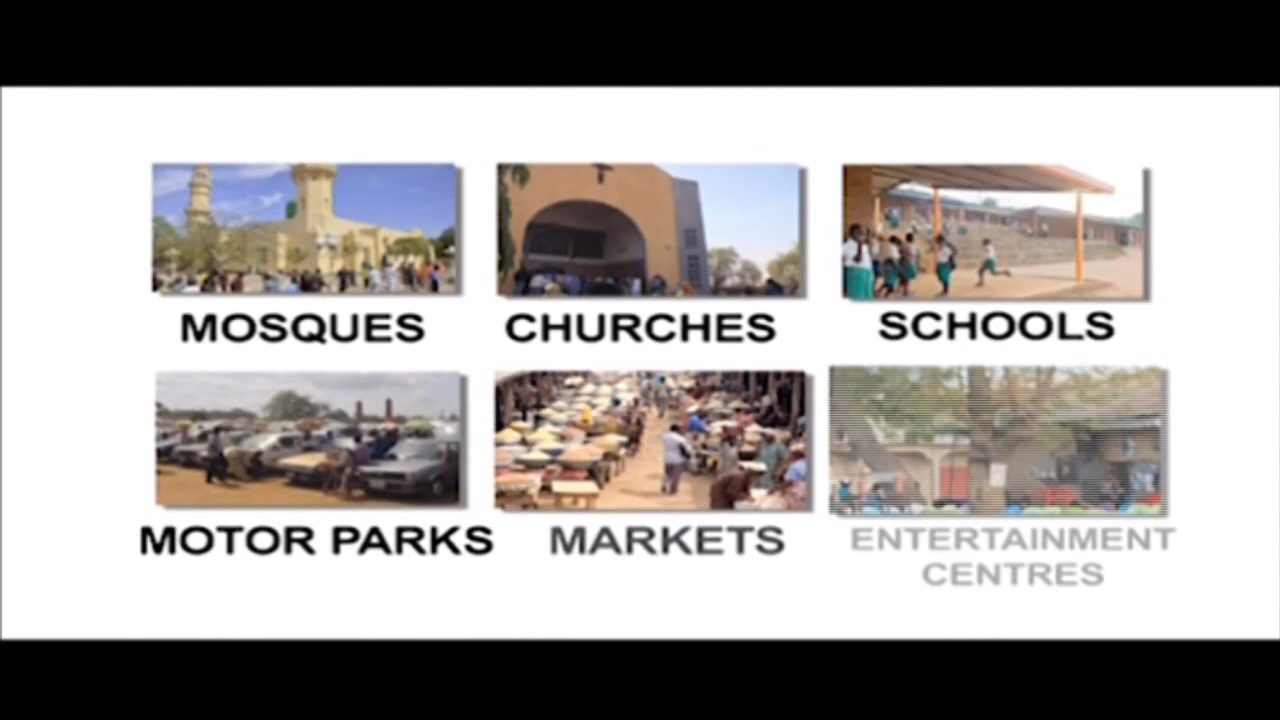 MOSQUES
CHURCHES
SCHOOLS
MOTOR PARKS
MARKETS
ENTERTAINMENT
CENTRES